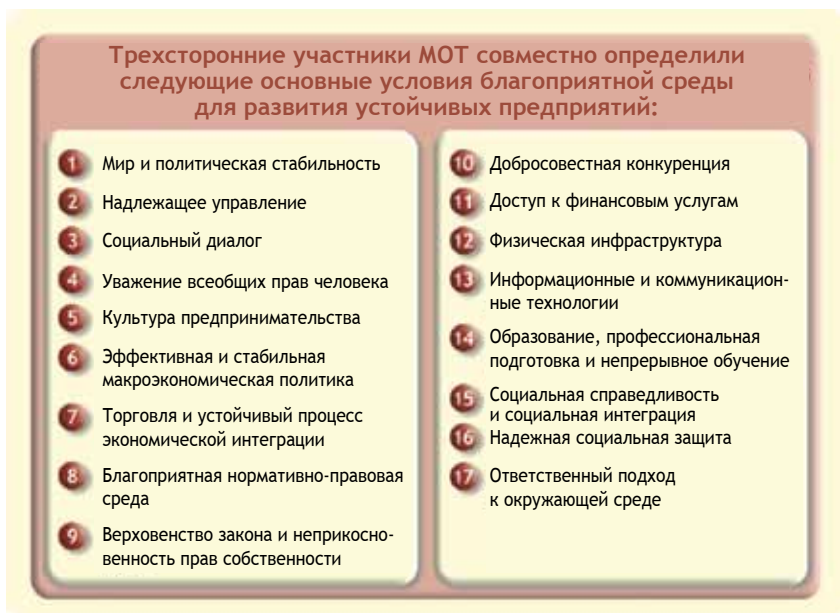 Трехсторонние участники МОТ совместно определили
следующие основные условия благоприятной среды
для развития устойчивых предприятий:
1 Мир и политическая стабильность
2 Надлежащее управление
3 Социальный диалог
4 Уважение всеобщих прав человека
5 Культура предпринимательства
6 Эффективная и стабильная
макроэкономическая политика
7 Торговля и устойчивый процесс
экономической интеграции
8 Благоприятная нормативно-правовая
среда
9 Верховенство закона и неприкосно-
венность прав собственности
10 Добросовестная конкуренция
11 Доступ к финансовым услугам
12 Физическая инфраструктура
13 Информационные и коммуникацион-
ные технологии
14 Образование, профессиональная
подготовка и непрерывное обучение
15 Социальная справедливость
и социальная интеграция
16 Надежная социальная защита
17 Ответственный подход
к окружающей среде